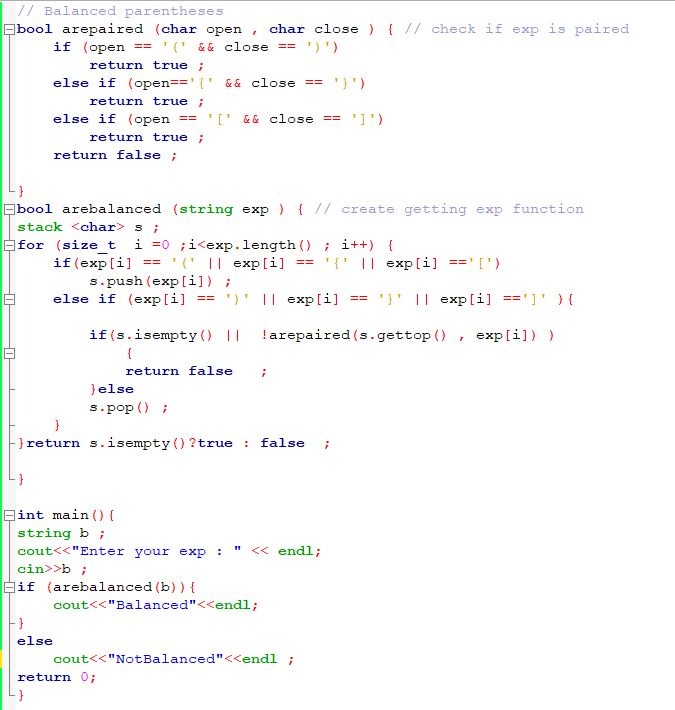 // Balanced parentheses
bool arepaired (char open , char close ) { // check if exp is paired
    if (open == '(' && close == ')')
        return true ;
    else if (open=='{' && close == '}')
        return true ;
    else if (open == '[' && close == ']')
        return true ;
    return false ;

}
bool arebalanced (string exp ) { // create getting exp function
stack <char> s ;
for (size_t  i =0 ;i<exp.length() ; i++) {
    if(exp[i] == '(' || exp[i] == '{' || exp[i] =='[')
        s.push(exp[i]) ;
    else if (exp[i] == ')' || exp[i] == '}' || exp[i] ==']' ){

        if(s.isempty() ||  !arepaired(s.gettop() , exp[i]) )
            {
            return false   ;
        }else
        s.pop() ;
    }
}return s.isempty()?true : false  ;

}

int main(){
string b ;
cout<<"Enter your exp : " << endl;
cin>>b ;
if (arebalanced(b)){
    cout<<"Balanced"<<endl;
}
else
    cout<<"NotBalanced"<<endl ;
return 0;
}